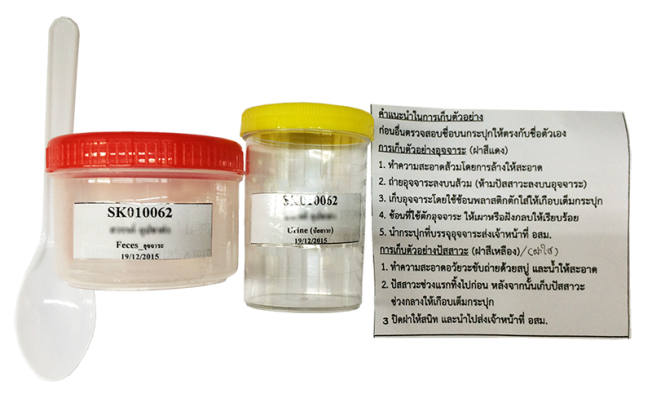 SK010062
Feces_อุจจาระ
19/12/2015
SK010062
Urine (ปัสสาวะ)
19/12/2015
คำแนะนำในการเก็บตัวอย่าง
ก่อนอื่นตรวจสอบชื่อบนกระปุกให้ตรงกับชื่อตัวเอง
การเก็บตัวอย่างอุจจาระ (ฝาสีแดง)
1. ทำความสะอาดส้วมโดยการล้างให้สะอาด
2. ถ่ายอุจจาระลงบนส้วม (ห้ามปัสสาวะลงบนอุจจาระ)
3. เก็บอุจจาระโดยใช้ช้อนพลาสติกตักใส่ให้เกือบเต็มกระปุก
4. ช้อนที่ใช้ตักอุจจาระ ให้เผาหรือฝังกลบให้เรียบร้อย
5. นำกระปุกที่บรรจุอุจจาระส่งเจ้าหน้าที่ อสม.
การเก็บตัวอย่างปัสสาวะ (ฝาสีเหลือง)/(ฝาใส)
1. ทำความสะอาดอวัยวะขับถ่ายด้วยสบู่ และน้ำให้สะอาด
2. ปัสสาวะช่วงแรกทิ้งไปก่อน หลังจากนั้นเก็บปัสสาวะ
ช่วงกลางให้เกือบเต็มกระปุก
3 ปิดฝาให้สนิท และนำไปส่งเจ้าหน้าที่ อสม.